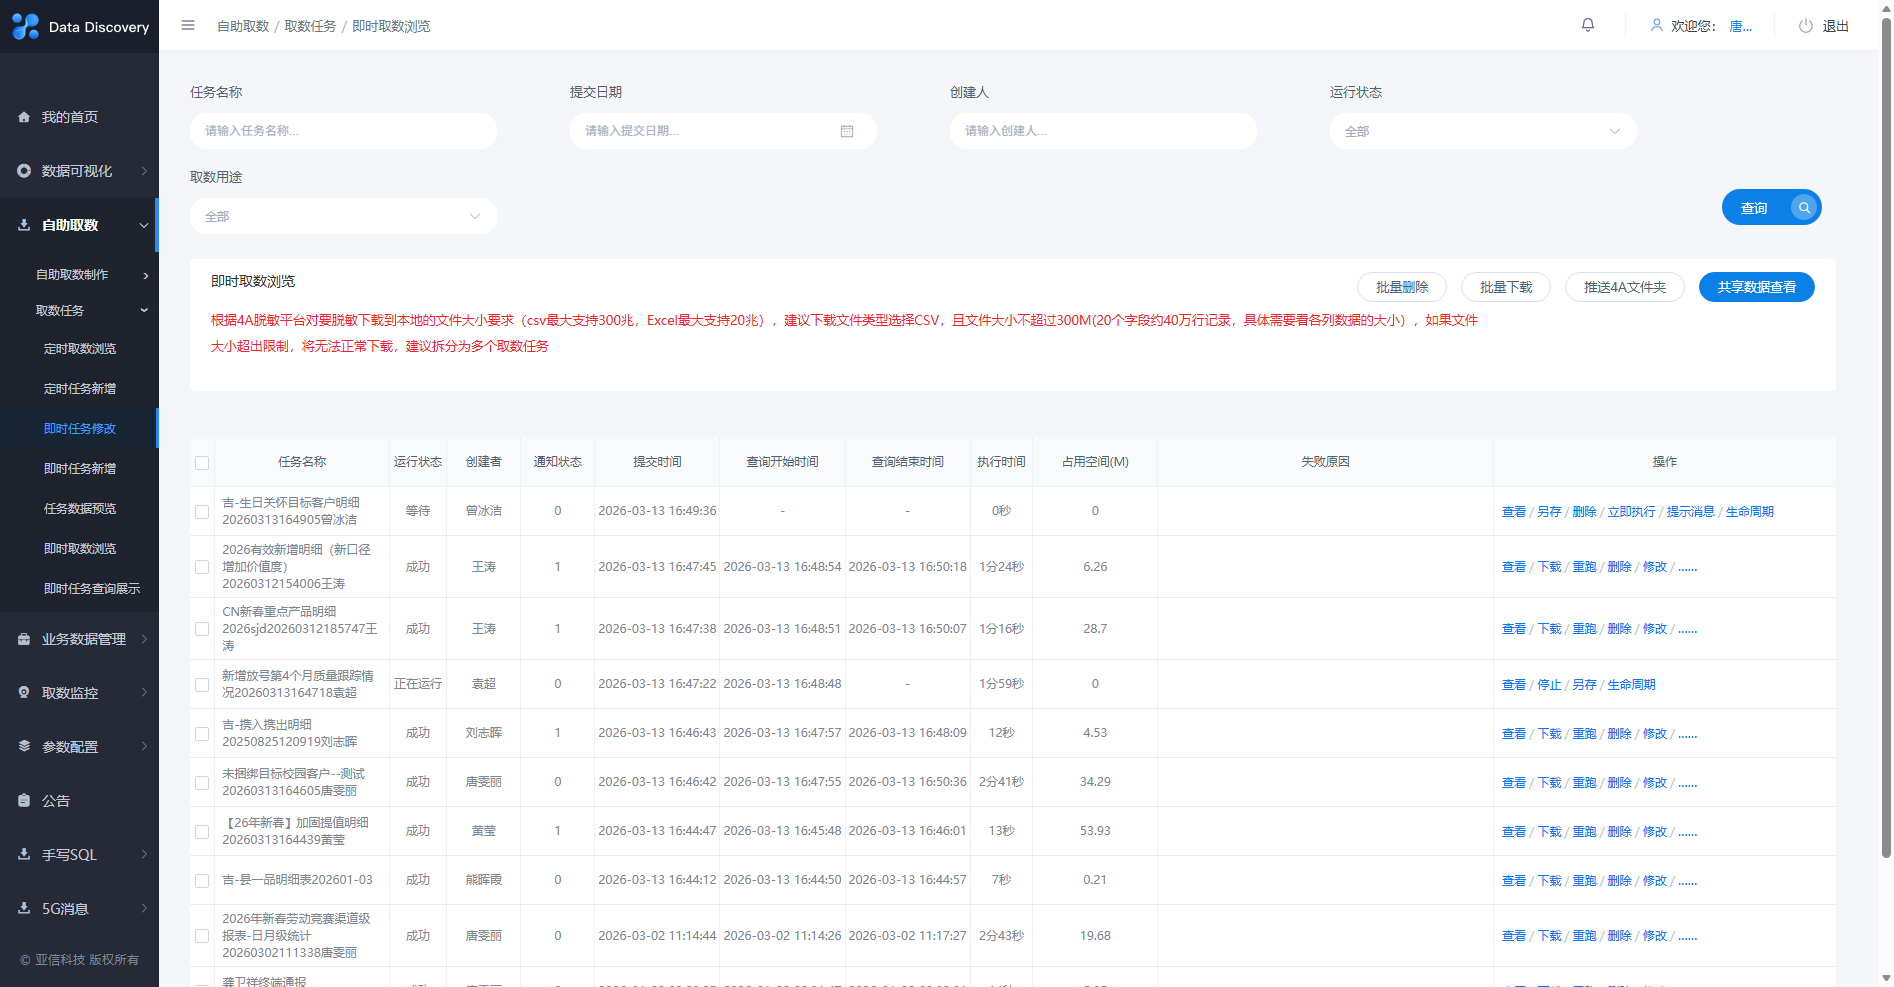 Data Discovery
自助取数 / 取数任务 / 即时取数浏览
欢迎您： 唐...
退出
我的首页
数据可视化
自助取数
自助取数制作
取数任务
定时取数浏览
定时任务新增
即时任务修改
即时任务新增
任务数据预览
即时取数浏览
即时任务查询展示
业务数据管理
取数监控
参数配置
公告
手写SQL
5G消息
© 亚信科技 版权所有
任务名称 提交日期 创建人 运行状态
请输入任务名称... 请输入提交日期... 请输入创建人... 全部
取数用途
全部
查询
即时取数浏览
批量删除 批量下载 推送4A文件夹 共享数据查看
根据4A脱敏平台对要脱敏下载到本地的文件大小要求（csv最大支持300兆，Excel最大支持20兆），建议下载文件类型选择CSV，且文件大小不超过300M(20个字段约40万行记录，具体需要看各列数据的大小），如果文件
大小超出限制，将无法正常下载，建议拆分为多个取数任务
任务名称 运行状态 创建者 通知状态 提交时间 查询开始时间 查询结束时间 执行时间 占用空间(M) 失败原因 操作
吉-生日关怀目标客户明细
20260313164905曾冰洁
等待 曾冰洁 0 2026-03-13 16:49:36 - - 0秒 0 查看 / 另存 / 删除 / 立即执行 / 提示消息 / 生命周期
2026有效新增明细（新口径
增加价值度）
20260312154006王涛
成功 王涛 1 2026-03-13 16:47:45 2026-03-13 16:48:54 2026-03-13 16:50:18 1分24秒 6.26 查看 / 下载 / 重跑 / 删除 / 修改 / ......
CN新春重点产品明细
2026sjd20260312185747王
涛
成功 王涛 1 2026-03-13 16:47:38 2026-03-13 16:48:51 2026-03-13 16:50:07 1分16秒 28.7 查看 / 下载 / 重跑 / 删除 / 修改 / ......
新增放号第4个月质量跟踪情
况20260313164718袁超
正在运行 袁超 0 2026-03-13 16:47:22 2026-03-13 16:48:48 - 1分59秒 0 查看 / 停止 / 另存 / 生命周期
吉-携入携出明细
20250825120919刘志晖
成功 刘志晖 1 2026-03-13 16:46:43 2026-03-13 16:47:57 2026-03-13 16:48:09 12秒 4.53 查看 / 下载 / 重跑 / 删除 / 修改 / ......
未捆绑目标校园客户--测试
20260313164605唐雯丽
成功 唐雯丽 0 2026-03-13 16:46:42 2026-03-13 16:47:55 2026-03-13 16:50:36 2分41秒 34.29 查看 / 下载 / 重跑 / 删除 / 修改 / ......
【26年新春】加固提值明细
20260313164439黄莹
成功 黄莹 1 2026-03-13 16:44:47 2026-03-13 16:45:48 2026-03-13 16:46:01 13秒 53.93 查看 / 下载 / 重跑 / 删除 / 修改 / ......
吉-县一品明细表202601-03
成功 熊晖霞 0 2026-03-13 16:44:12 2026-03-13 16:44:50 2026-03-13 16:44:57 7秒 0.21 查看 / 下载 / 重跑 / 删除 / 修改 / ......
2026年新春劳动竞赛渠道级
报表-日月级统计
20260302111338唐雯丽
成功 唐雯丽 0 2026-03-02 11:14:44 2026-03-02 11:14:26 2026-03-02 11:17:27 2分43秒 19.68 查看 / 下载 / 重跑 / 删除 / 修改 / ......
龚卫祥终端通报